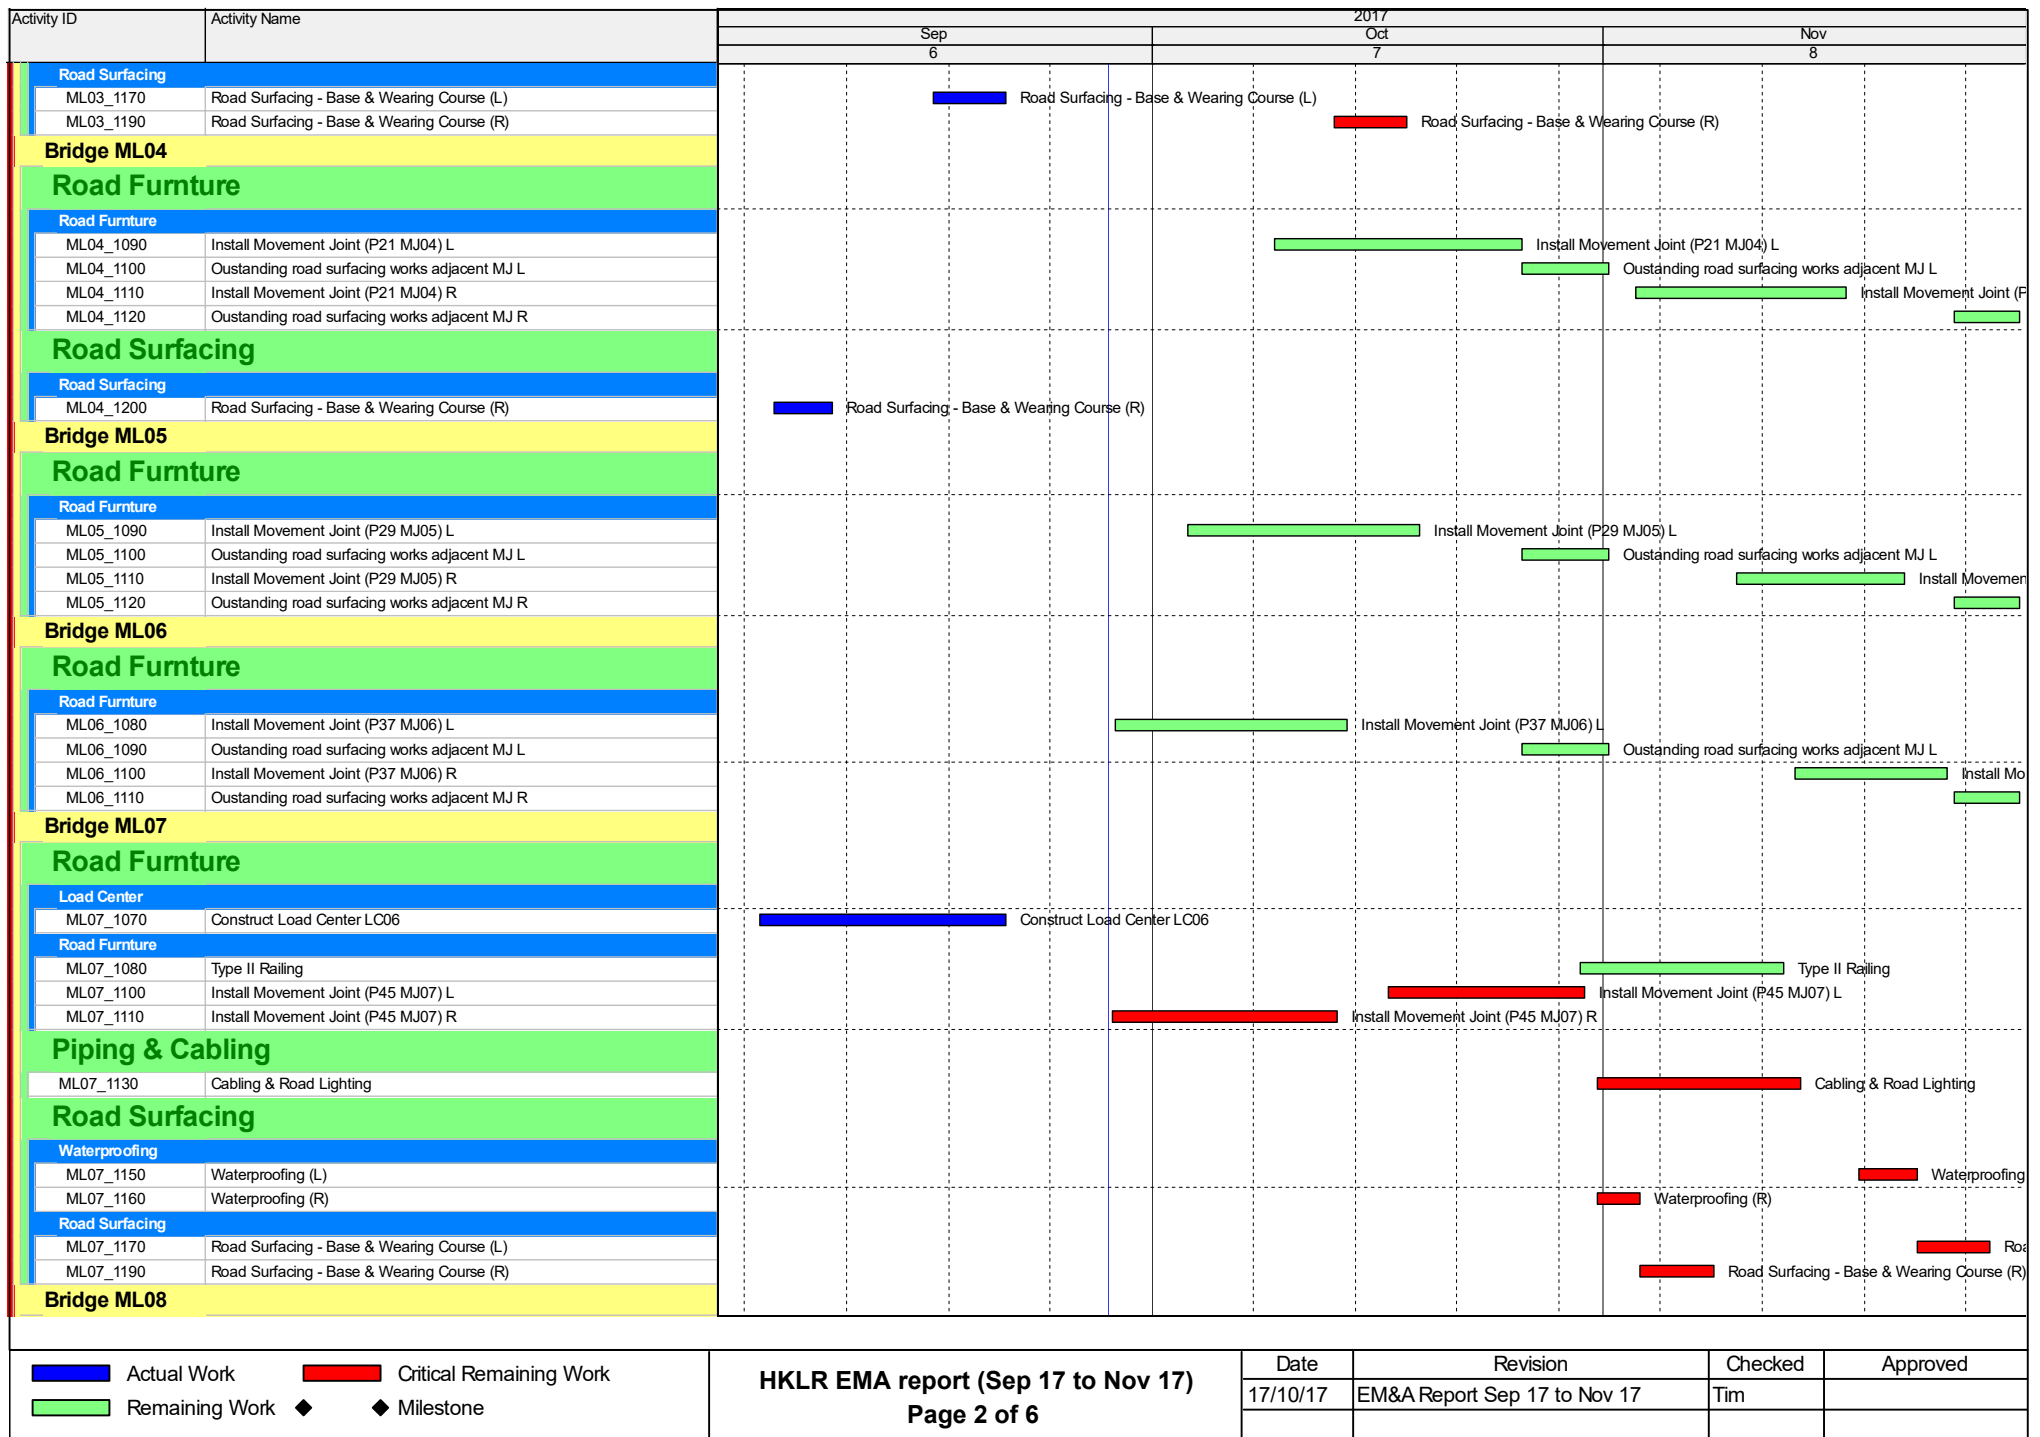 Activity ID Activity Name 2017
Sep Oct Nov
6 7 8
Road Surfacing
ML03_1170 Road Surfacing - Base & Wearing Course (L) Road Surfacing - Base & Wearing Course (L)
ML03_1190 Road Surfacing - Base & Wearing Course (R) Road Surfacing - Base & Wearing Course (R)
Bridge ML04
Road Furnture
Road Furnture
ML04_1090 Install Movement Joint (P21 MJ04) L Install Movement Joint (P21 MJ04) L
ML04_1100 Oustanding road surfacing works adjacent MJ L Oustanding road surfacing works adjacent MJ L
ML04_1110 Install Movement Joint (P21 MJ04) R Install Movement Joint (P
ML04_1120 Oustanding road surfacing works adjacent MJ R
Road Surfacing
Road Surfacing
ML04_1200 Road Surfacing - Base & Wearing Course (R) Road Surfacing - Base & Wearing Course (R)
Bridge ML05
Road Furnture
Road Furnture
ML05_1090 Install Movement Joint (P29 MJ05) L Install Movement Joint (P29 MJ05) L
ML05_1100 Oustanding road surfacing works adjacent MJ L Oustanding road surfacing works adjacent MJ L
ML05_1110 Install Movement Joint (P29 MJ05) R Install Movemen
ML05_1120 Oustanding road surfacing works adjacent MJ R
Bridge ML06
Road Furnture
Road Furnture
ML06_1080 Install Movement Joint (P37 MJ06) L Install Movement Joint (P37 MJ06) L
ML06_1090 Oustanding road surfacing works adjacent MJ L Oustanding road surfacing works adjacent MJ L
ML06_1100 Install Movement Joint (P37 MJ06) R Install Mo
ML06_1110 Oustanding road surfacing works adjacent MJ R
Bridge ML07
Road Furnture
Load Center
ML07_1070 Construct Load Center LC06 Construct Load Center LC06
Road Furnture
ML07_1080 Type II Railing Type II Railing
ML07_1100 Install Movement Joint (P45 MJ07) L Install Movement Joint (P45 MJ07) L
ML07_1110 Install Movement Joint (P45 MJ07) R Install Movement Joint (P45 MJ07) R
Piping & Cabling
ML07_1130 Cabling & Road Lighting Cabling & Road Lighting
Road Surfacing
Waterproofing
ML07_1150 Waterproofing (L) Waterproofing
ML07_1160 Waterproofing (R) Waterproofing (R)
Road Surfacing
ML07_1170 Road Surfacing - Base & Wearing Course (L) Roa
ML07_1190 Road Surfacing - Base & Wearing Course (R) Road Surfacing - Base & Wearing Course (R)
Bridge ML08
Actual Work Critical Remaining Work
Remaining Work Milestone
HKLR EMA report (Sep 17 to Nov 17)
Page 2 of 6
Date Revision Checked Approved
17/10/17 EM&A Report Sep 17 to Nov 17 Tim